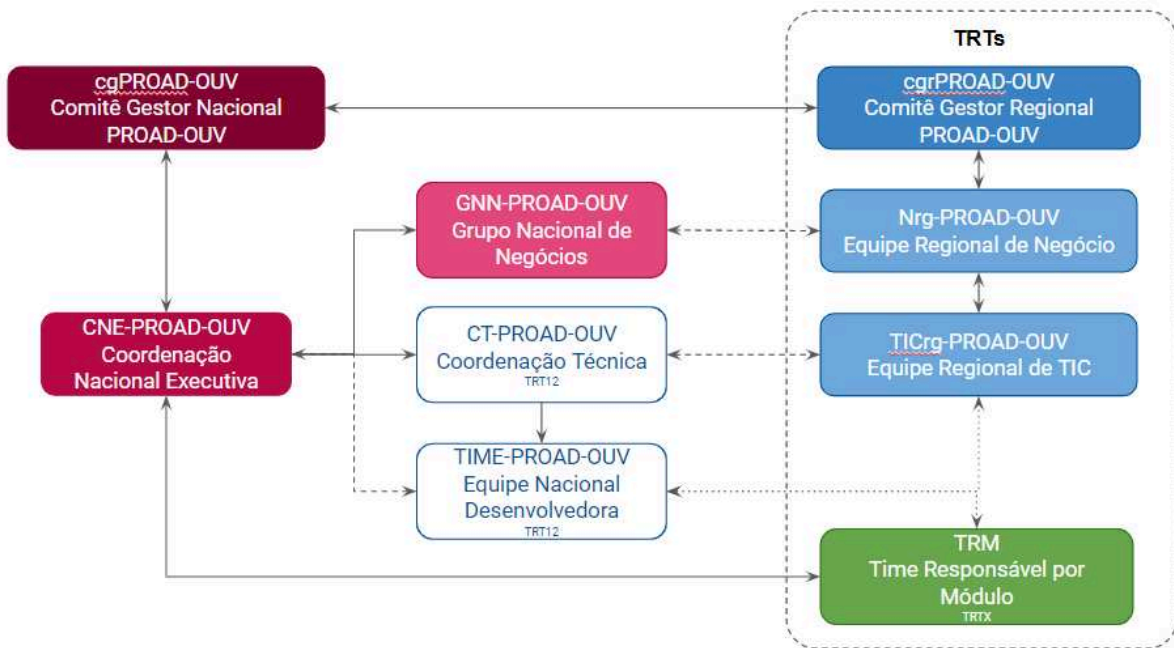 TRTs
cgPROAD-OUV
Comitê Gestor Nacional
PROAD-OUV
cgrPROAD-OUV
Comitê Gestor Regional
PROAD-OUV
GNN-PROAD-OUV
Grupo Nacional de
Negócios
Nrg-PROAD-OUV
Equipe Regional de Negócio
CNE-PROAD-OUV
Coordenação
Nacional Executiva
CT-PROAD-OUV
Coordenação Técnica
TRT12
TICrg-PROAD-OUV
Equipe Regional de TIC
TIME-PROAD-OUV
Equipe Nacional
Desenvolvedora
TRT12
TRM
Time Responsável por
Módulo
TRTX